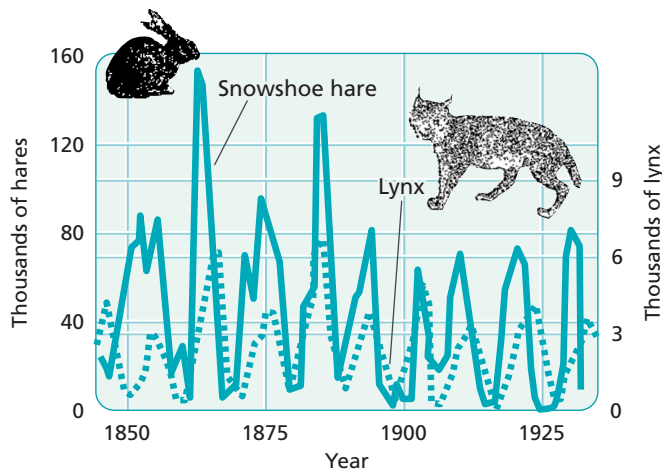 160
120
80
40
0
Thousands of hares
Snowshoe hare
Lynx
9
6
3
0
Thousands of lynx
1850
1875
1900
1925
Year